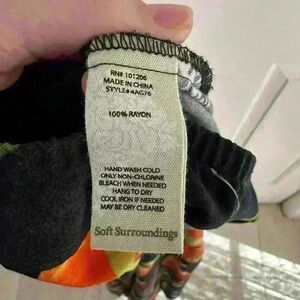 RN# 101206
MADE IN CHINA
STYLE# 4AG76
100% RAYON
HAND WASH COLD
ONLY NON-CHLORINE
BLEACH WHEN NEEDED
HANG TO DRY
COOL IRON IF NEEDED
MAY BE DRY CLEANED
Soft Surroundings